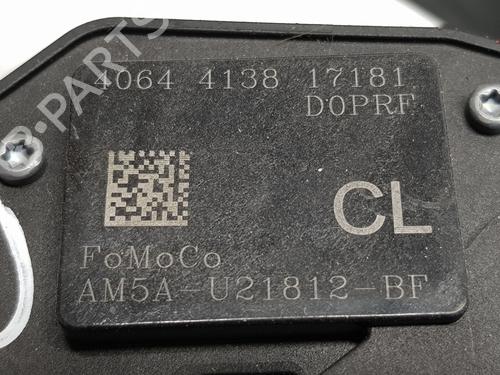 4064 4138 17181
D0PRF
CL
FoMoCo
AM5A-U21812-BF
B-PARTS